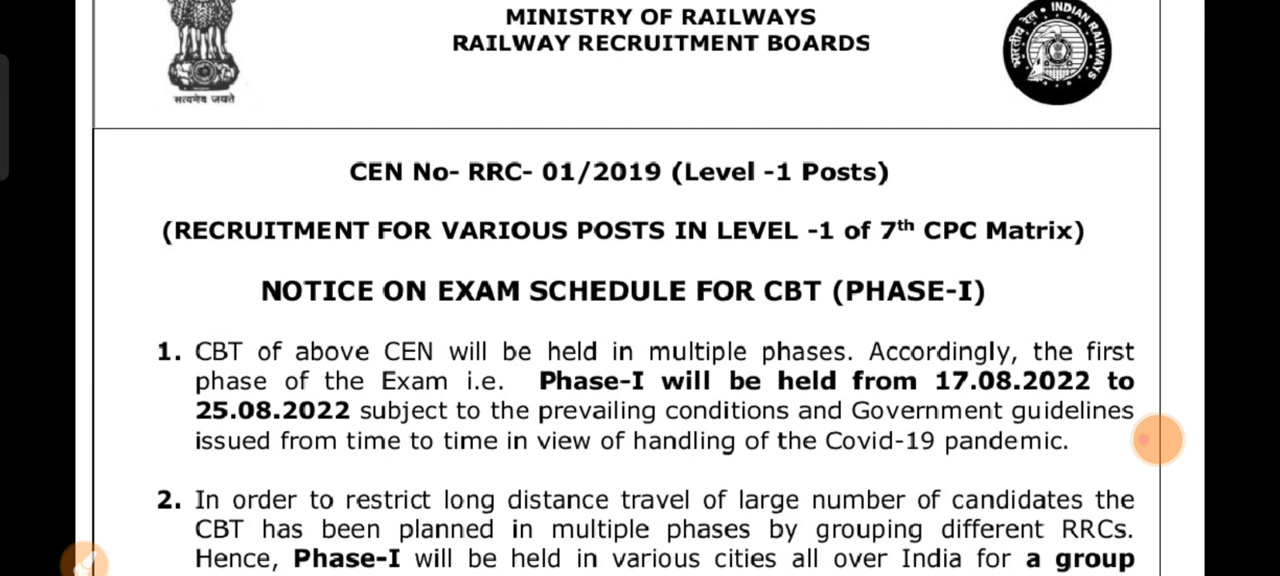 MINISTRY OF RAILWAYS
RAILWAY RECRUITMENT BOARDS
सत्यमेव जयते
भारतीय रेल • INDIAN RAILWAYS
CEN No- RRC- 01/2019 (Level -1 Posts)
(RECRUITMENT FOR VARIOUS POSTS IN LEVEL -1 of 7th CPC Matrix)
NOTICE ON EXAM SCHEDULE FOR CBT (PHASE-I)
1. CBT of above CEN will be held in multiple phases. Accordingly, the first
phase of the Exam i.e. Phase-I will be held from 17.08.2022 to
25.08.2022 subject to the prevailing conditions and Government guidelines
issued from time to time in view of handling of the Covid-19 pandemic.
2. In order to restrict long distance travel of large number of candidates the
CBT has been planned in multiple phases by grouping different RRCs.
Hence, Phase-I will be held in various cities all over India for a group